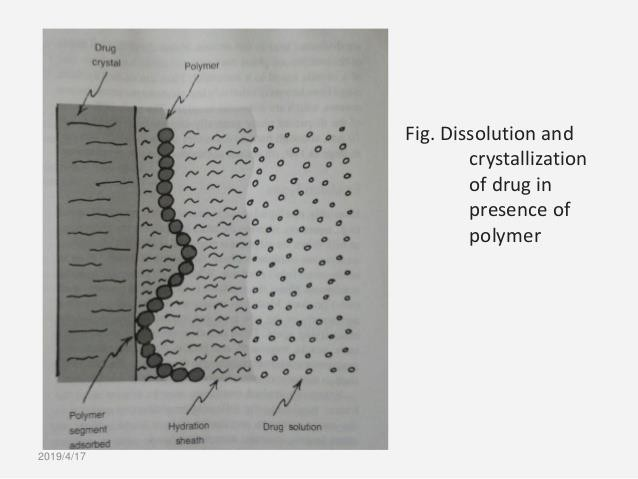 Drug
crystal
Polymer
Fig. Dissolution and
crystallization
of drug in
presence of
polymer
Polymer
segment
adsorbed
Hydration
sheath
Drug solution
2019/4/17